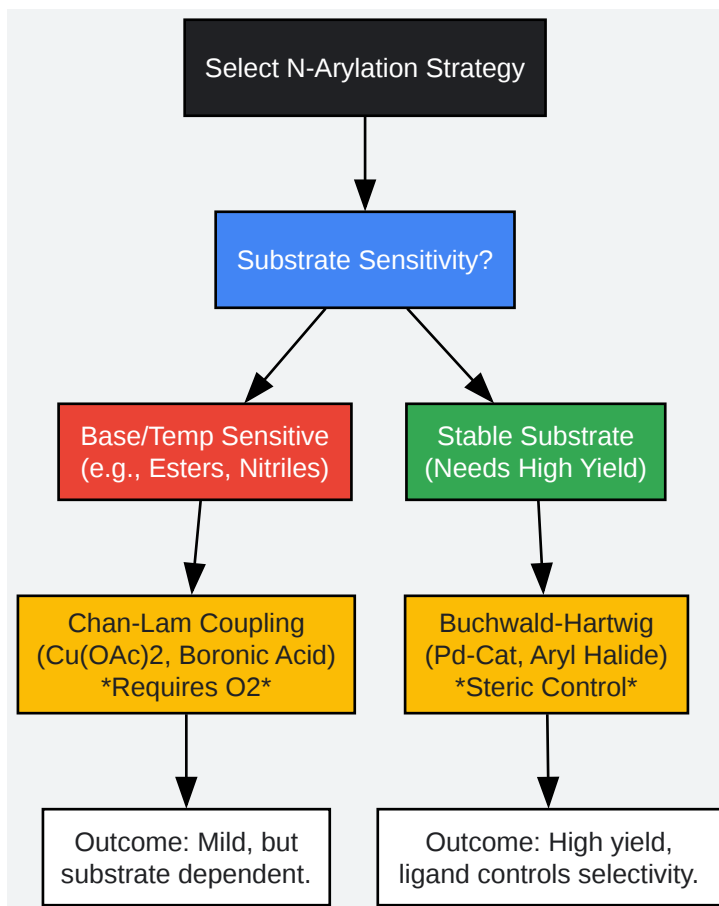 Select N-Arylation Strategy
Substrate Sensitivity?
Base/Temp Sensitive
(e.g., Esters, Nitriles)
Stable Substrate
(Needs High Yield)
Chan-Lam Coupling
(Cu(OAc)2, Boronic Acid)
*Requires O2*
Buchwald-Hartwig
(Pd-Cat, Aryl Halide)
*Steric Control*
Outcome: Mild, but
substrate dependent.
Outcome: High yield,
ligand controls selectivity.